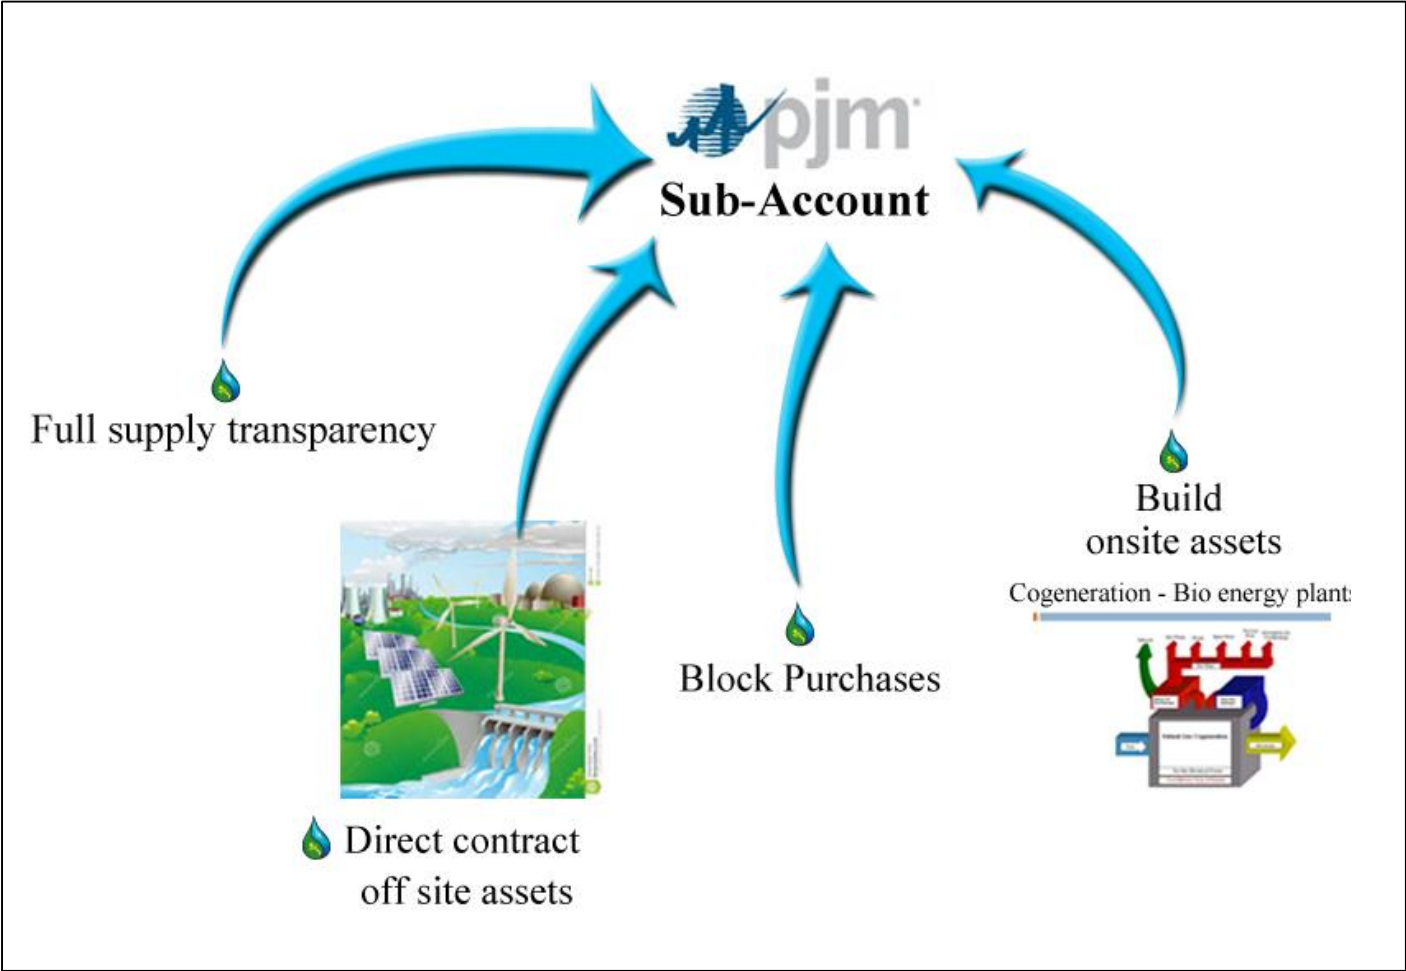 pjm
Sub-Account
Full supply transparency
Build
onsite assets
Cogeneration - Bio energy plants
Block Purchases
Direct contract
off site assets